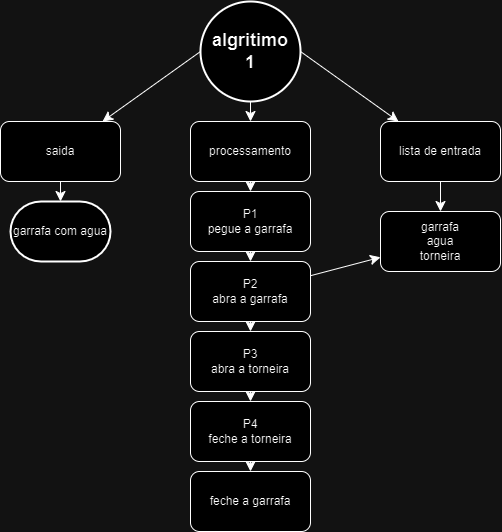 algritimo
1
saida
processamento
lista de entrada
garrafa com agua
P1
pegue a garrafa
garrafa
agua
torneira
P2
abra a garrafa
P3
abra a torneira
P4
feche a torneira
feche a garrafa